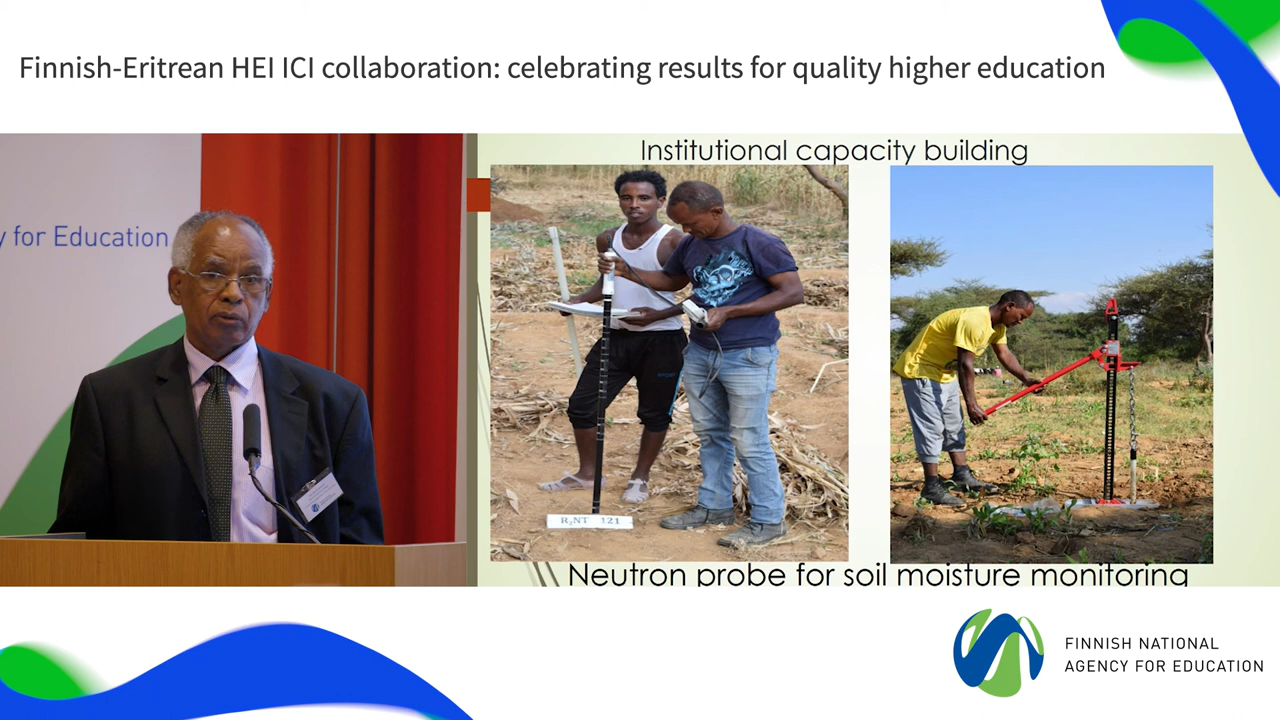 Finnish-Eritrean HEI ICI collaboration: celebrating results for quality higher education
y for Education
Institutional capacity building
R₃NT 121
Neutron probe for soil moisture monitoring
FINNISH NATIONAL
AGENCY FOR EDUCATION